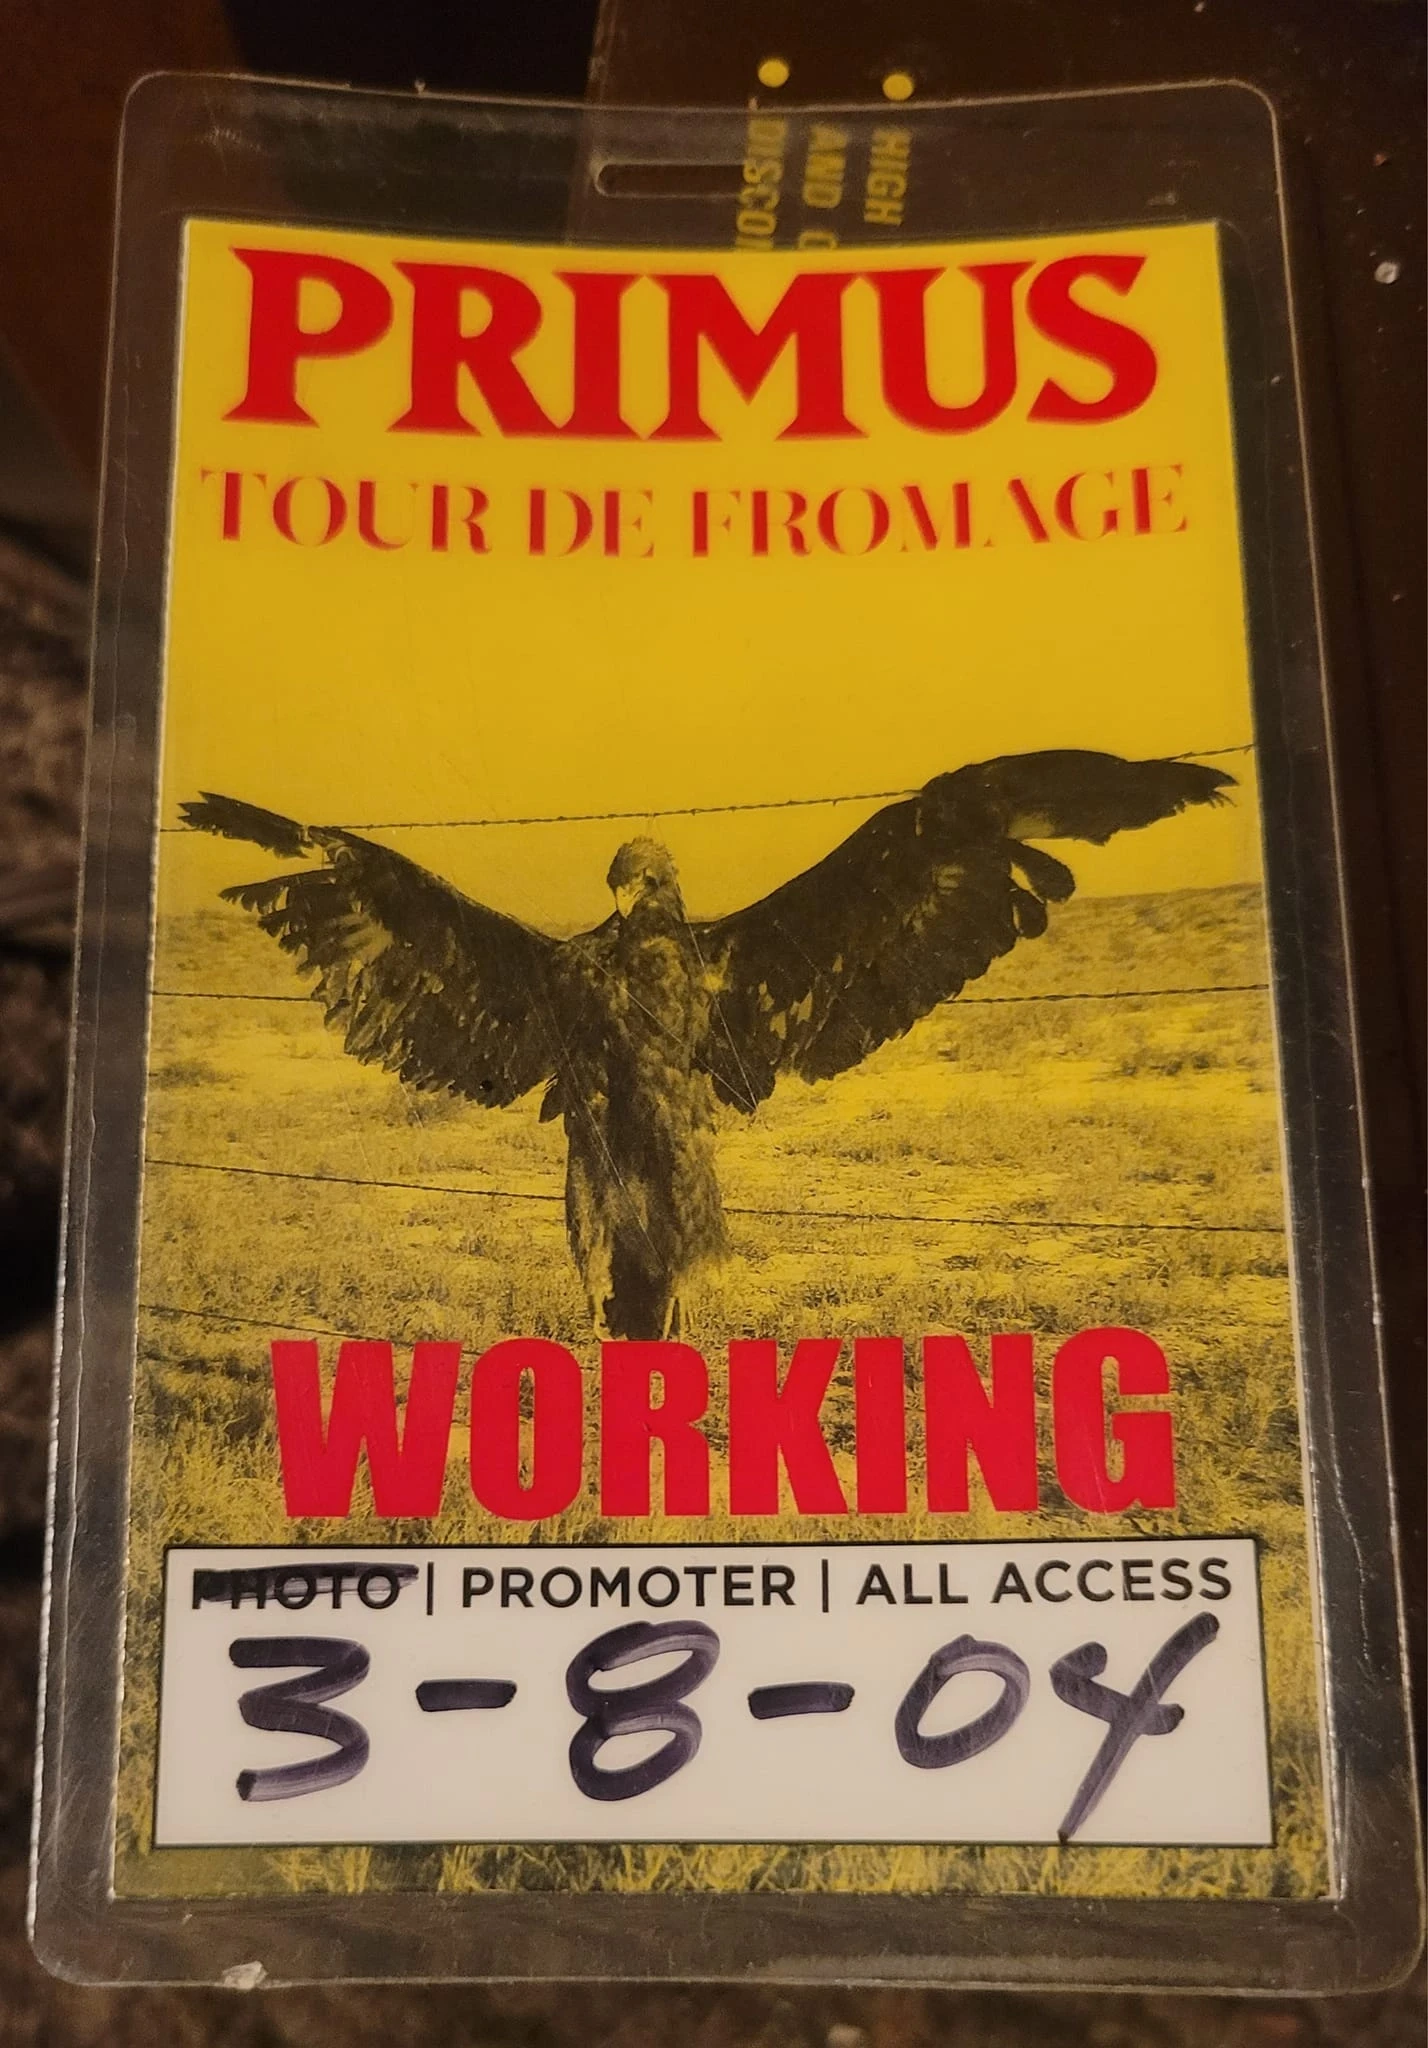 HIGH
AND
PRIMUS
TOUR DE FROMAGE
WORKING
PHOTO | PROMOTER | ALL ACCESS
3-8-04